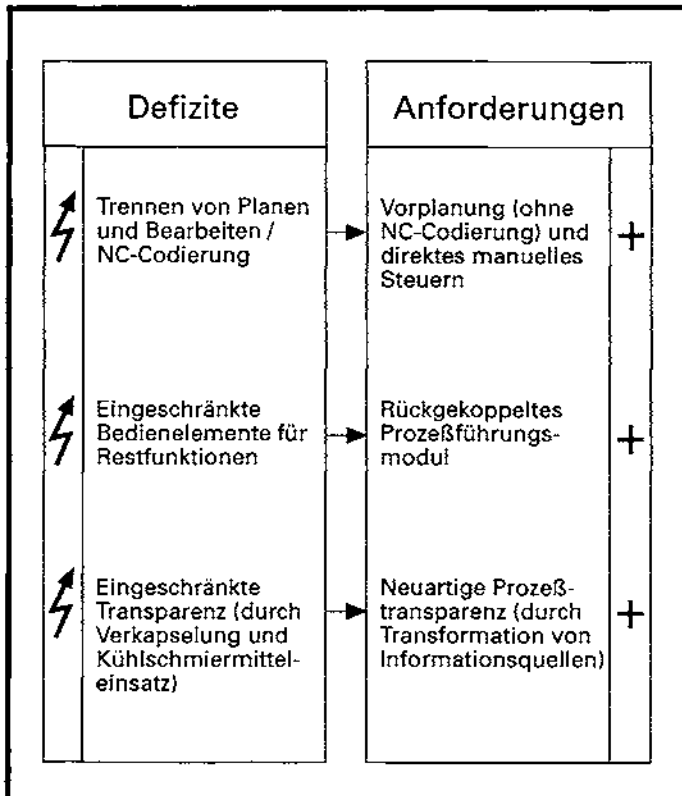 Defizite
Anforderungen
Trennen von Planen
und Bearbeiten /
NC-Codierung
Vorplanung (ohne
NC-Codierung) und
direktes manuelles
Steuern
+
Eingeschränkte
Bedienelemente für
Restfunktionen
Rückgekoppeltes
Prozeßführungs-
modul
+
Eingeschränkte
Transparenz (durch
Verkapselung und
Kühlschmiermittel-
einsatz)
Neuartige Prozeß-
transparenz (durch
Transformation von
Informationsquellen)
+